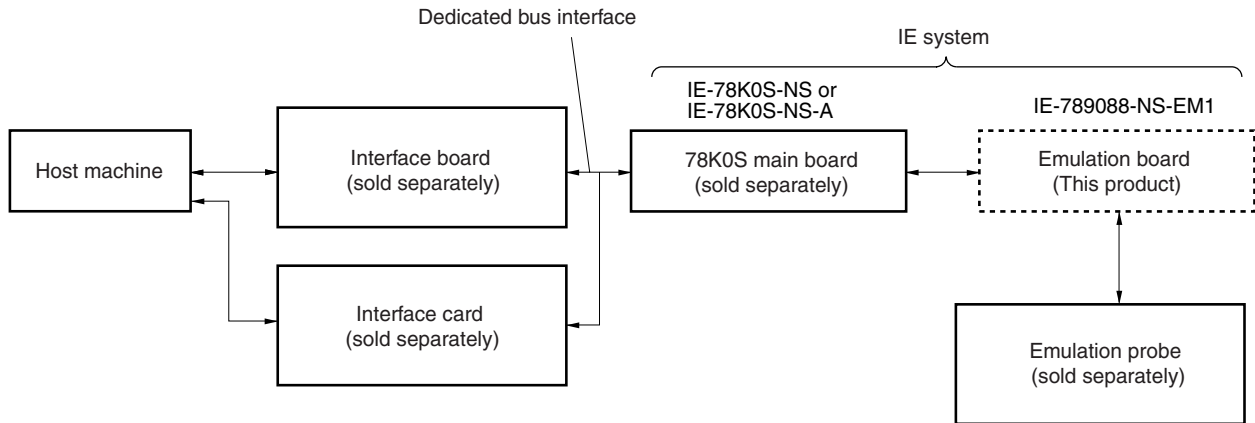 Dedicated bus interface
IE system
IE-78K0S-NS or
IE-78K0S-NS-A
IE-789088-NS-EM1
Host machine
Interface board
(sold separately)
78K0S main board
(sold separately)
Emulation board
(This product)
Interface card
(sold separately)
Emulation probe
(sold separately)